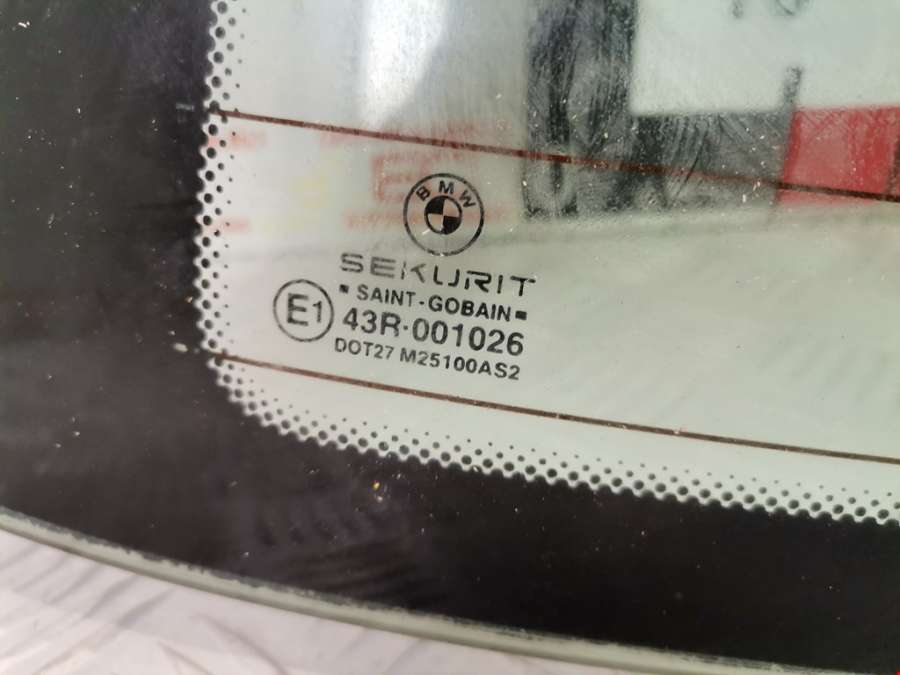 BMW
SEKURIT
SAINT-GOBAIN
E1
43R·001026
DOT27 M25100AS2